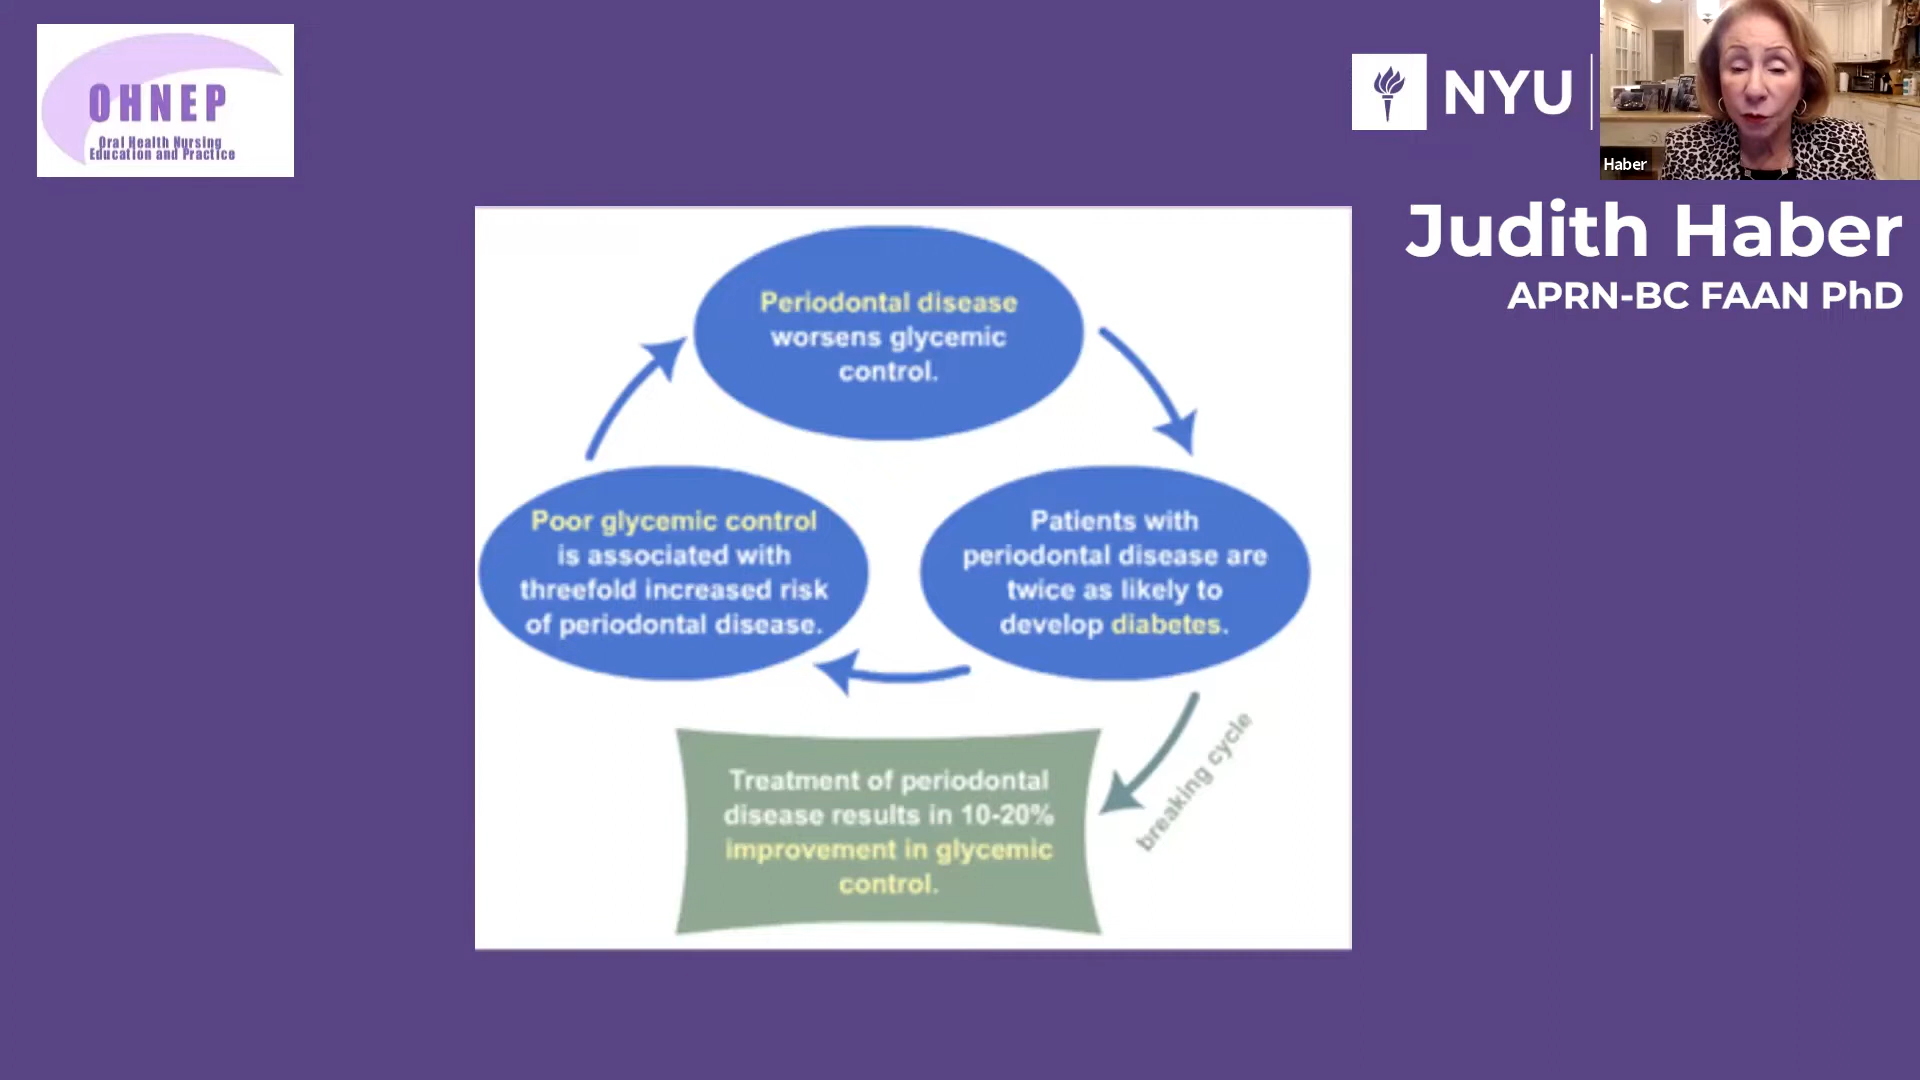 OHNEP
Oral Health Nursing
Education and Practice
NYU
Haber
Judith Haber
APRN-BC FAAN PhD
Periodontal disease
worsens glycemic
control.
Patients with
periodontal disease are
twice as likely to
develop diabetes.
Poor glycemic control
is associated with
threefold increased risk
of periodontal disease.
breaking cycle
Treatment of periodontal
disease results in 10-20%
improvement in glycemic
control.